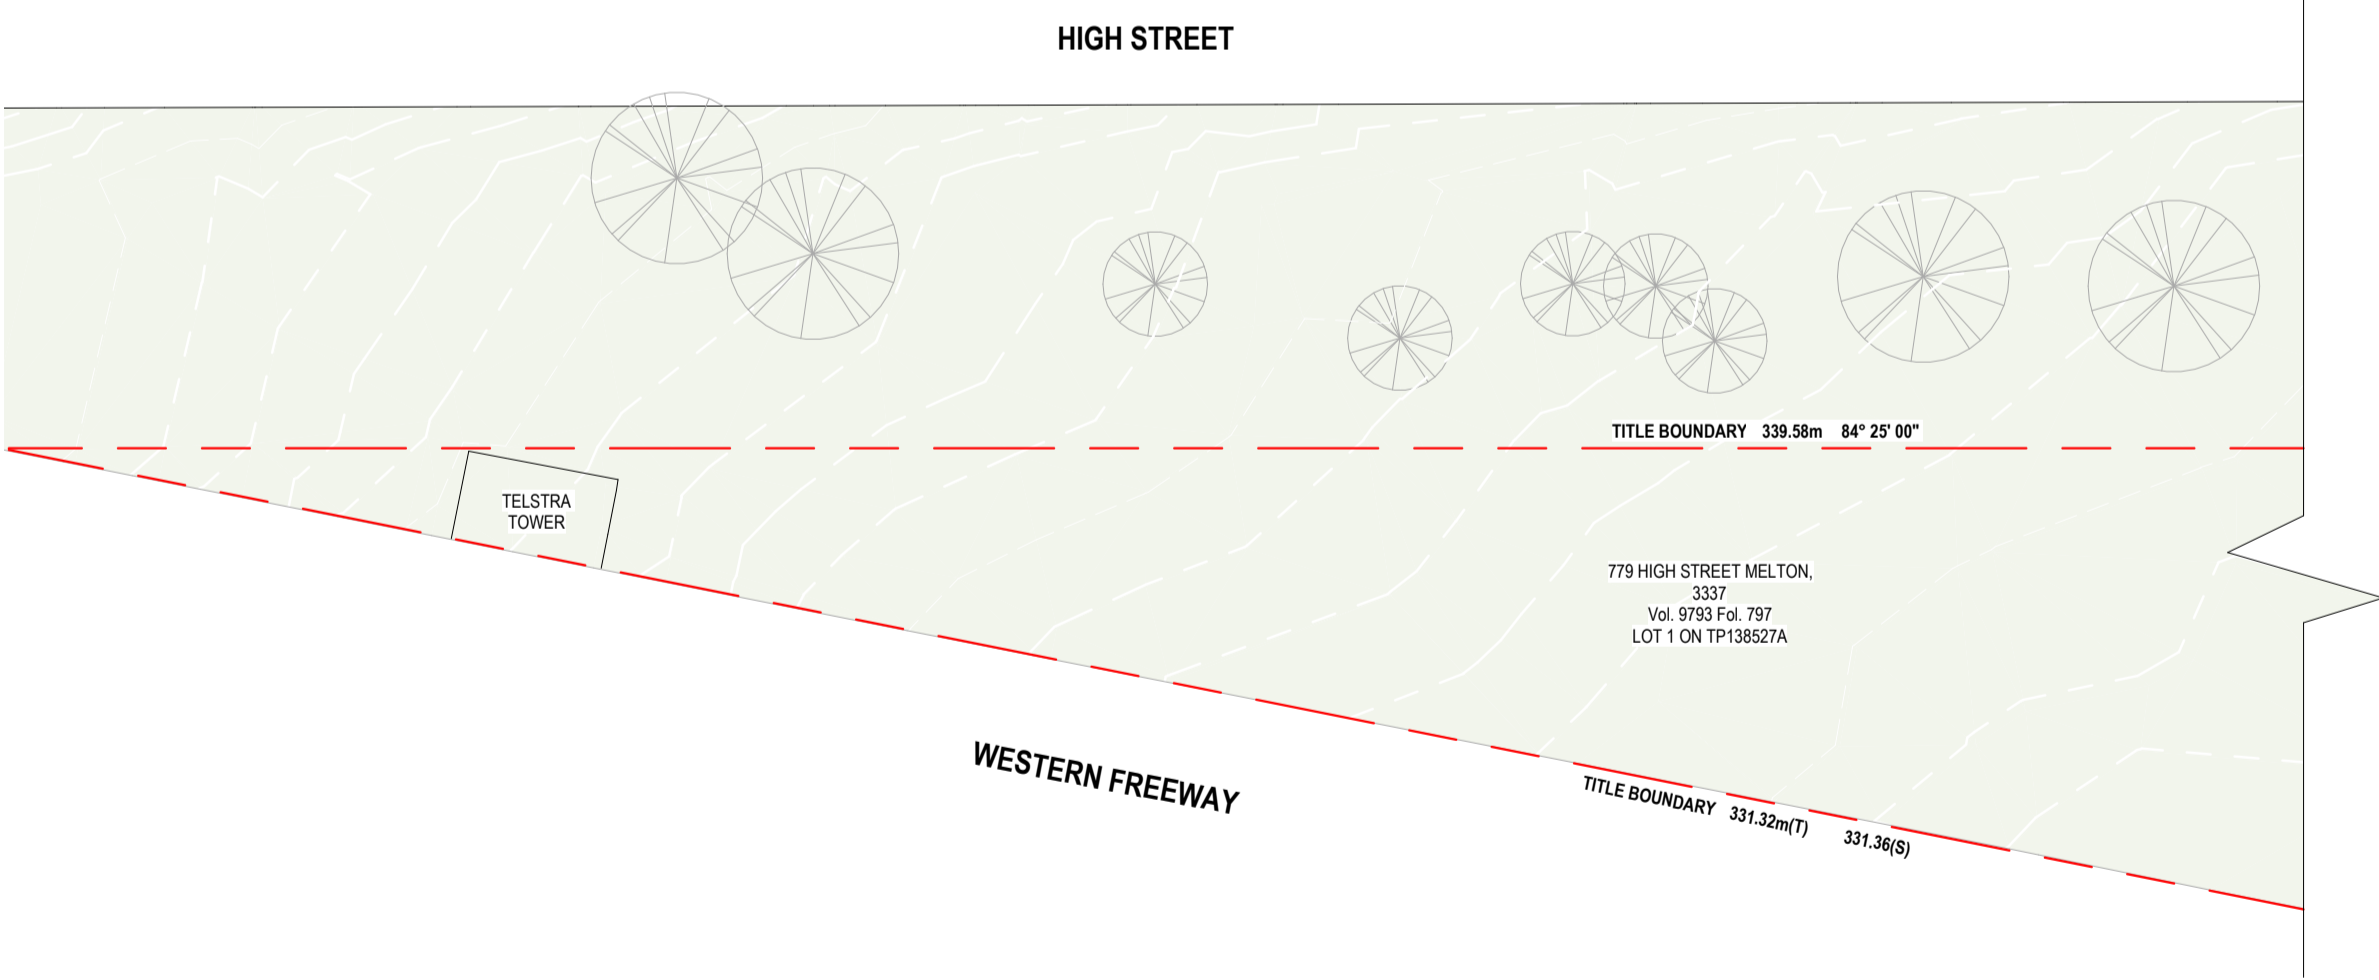 HIGH STREET
TITLE BOUNDARY 339.58m 84° 25' 00"
TELSTRA
TOWER
779 HIGH STREET MELTON,
3337
Vol. 9793 Fol. 797
LOT 1 ON TP138527A
WESTERN FREEWAY
TITLE BOUNDARY 331.32m(T) 331.36(S)